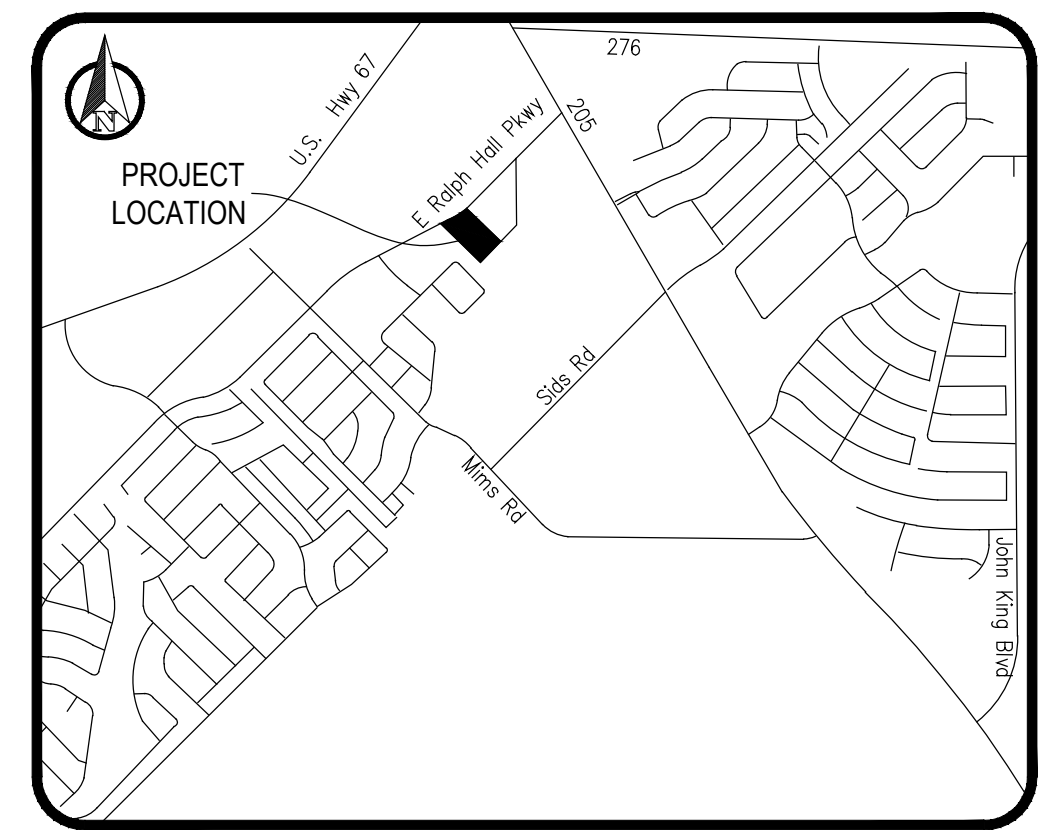 276
U.S. Hwy 67
205
E Ralph Hall Pkwy
N
PROJECT
LOCATION
Sids Rd
Mims Rd
John King Blvd